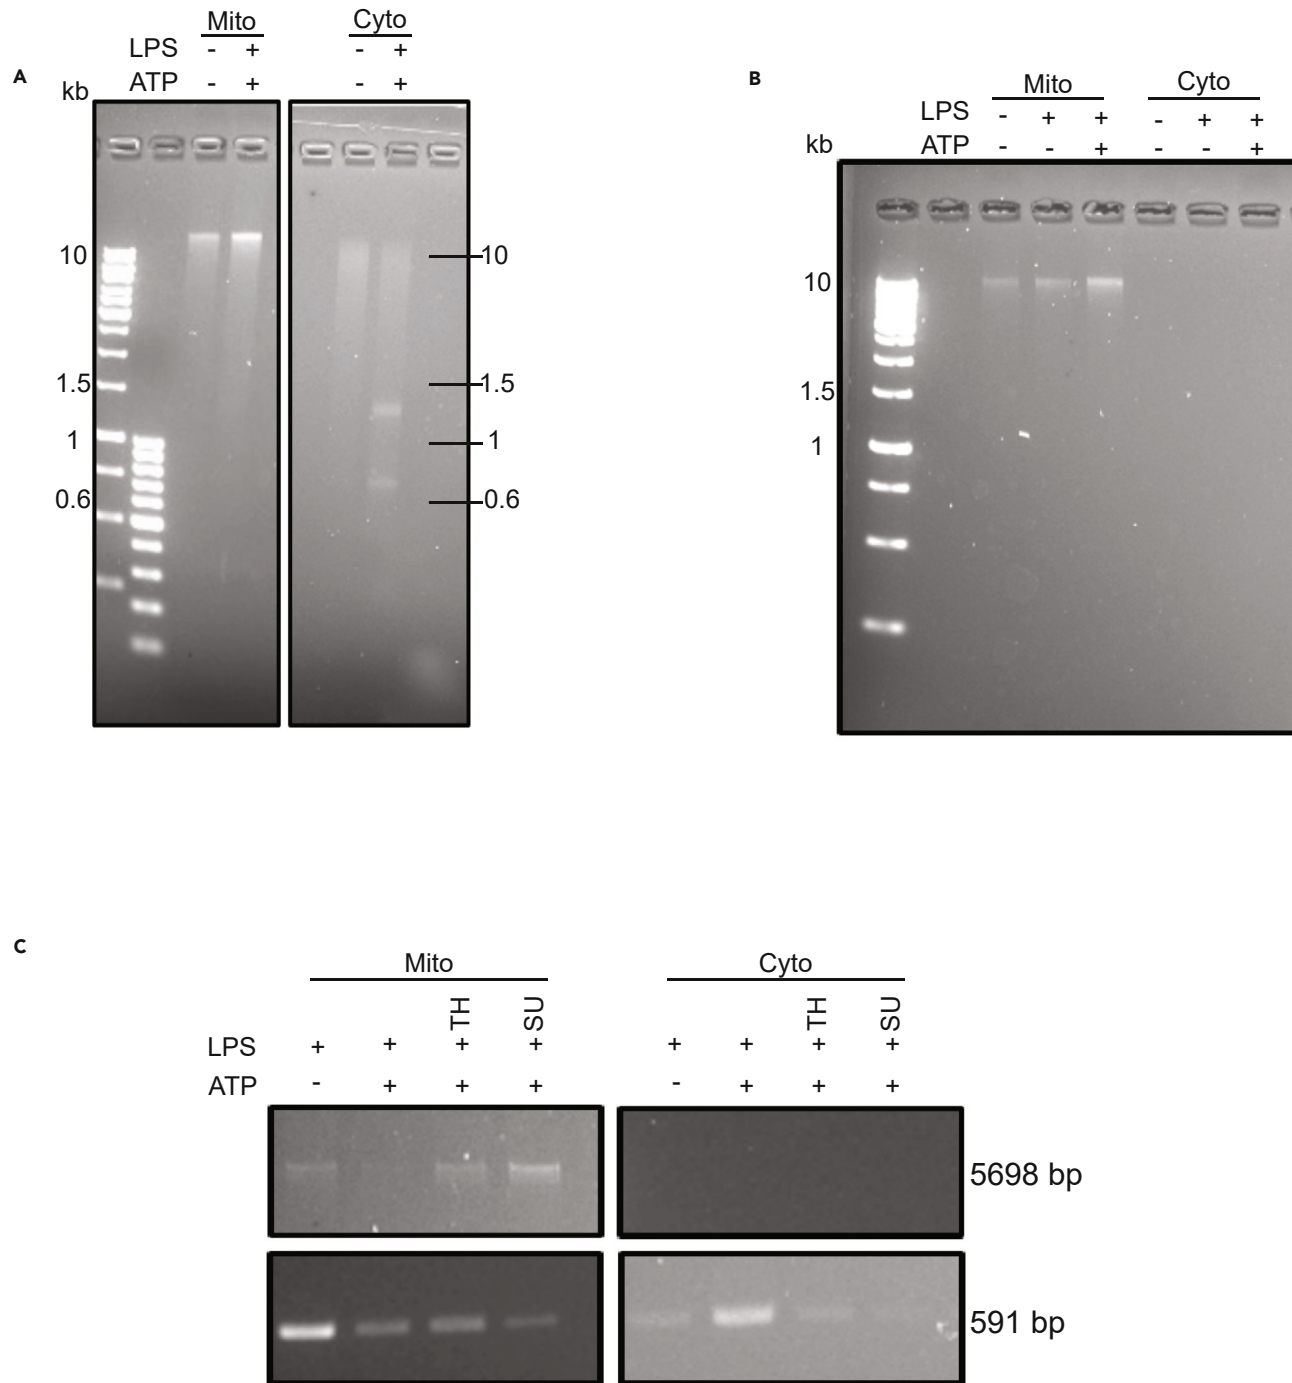 A
Mito Cyto
LPS - + - +
ATP - + - +
kb
10 10
1.5 1.5
1 1
0.6 0.6
B
Mito Cyto
LPS - + + - + +
ATP - - + - - +
kb
10
1.5
1
C
Mito Cyto
TH SU TH SU
LPS + + + + + + + +
ATP - + + + - + + +
5698 bp
591 bp